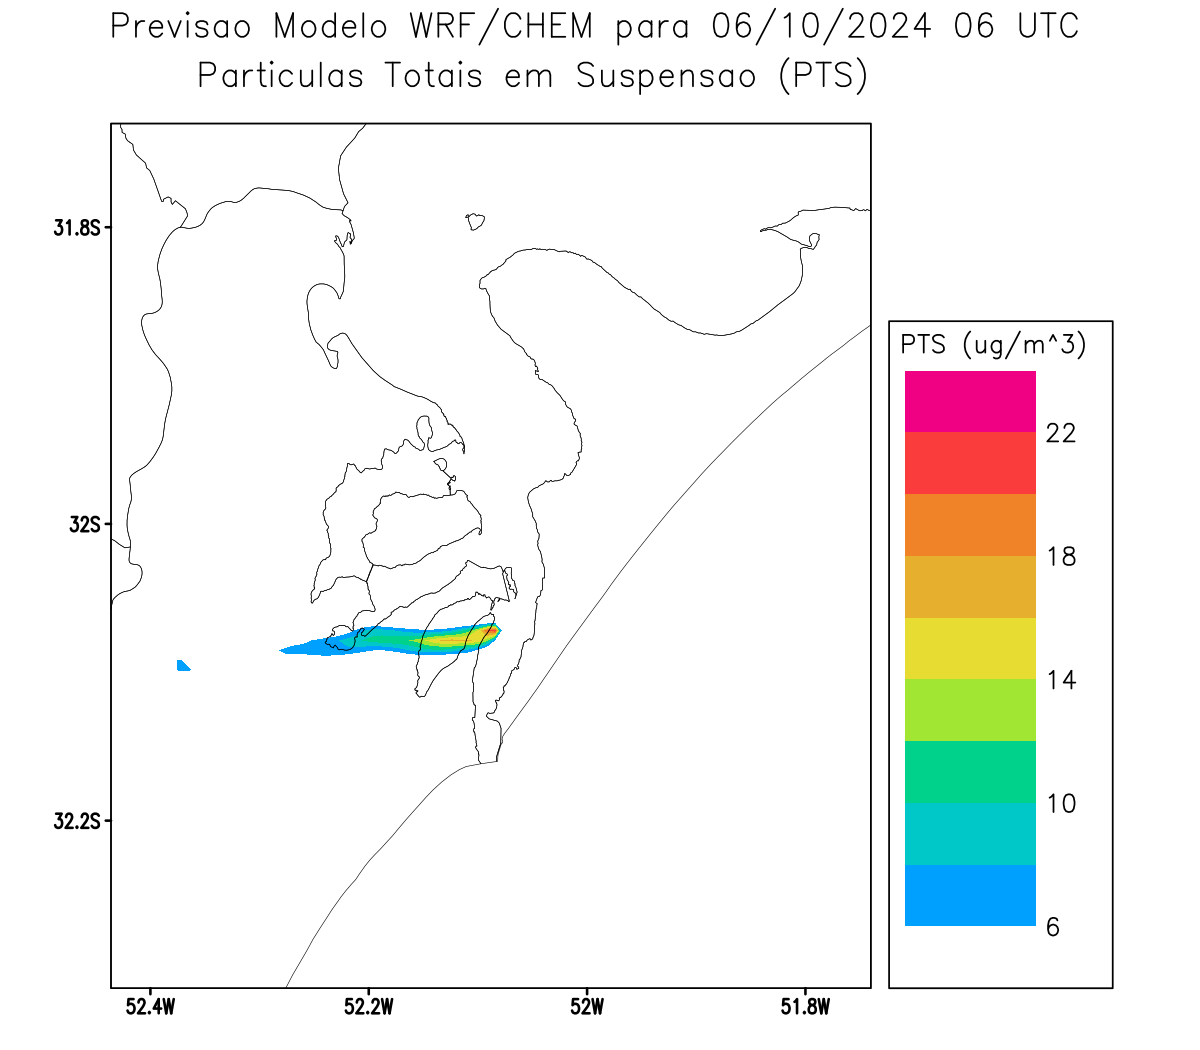 Previsao Modelo WRF/CHEM para 06/10/2024 06 UTC
Particulas Totais em Suspensao (PTS)
31.8S
32S
32.2S
52.4W
52.2W
52W
51.8W
PTS (ug/m^3)
22
18
14
10
6